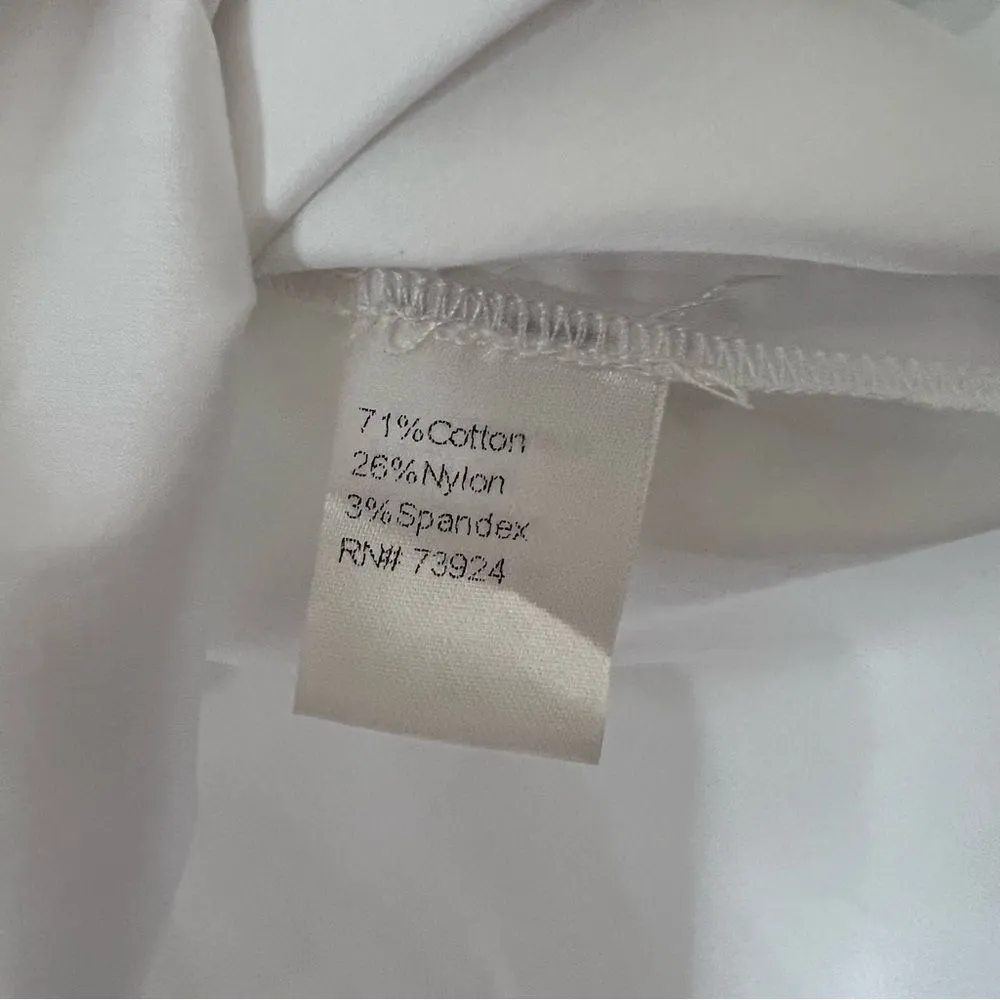 71%Cotton
26%Nylon
3%Spandex
RN# 73924